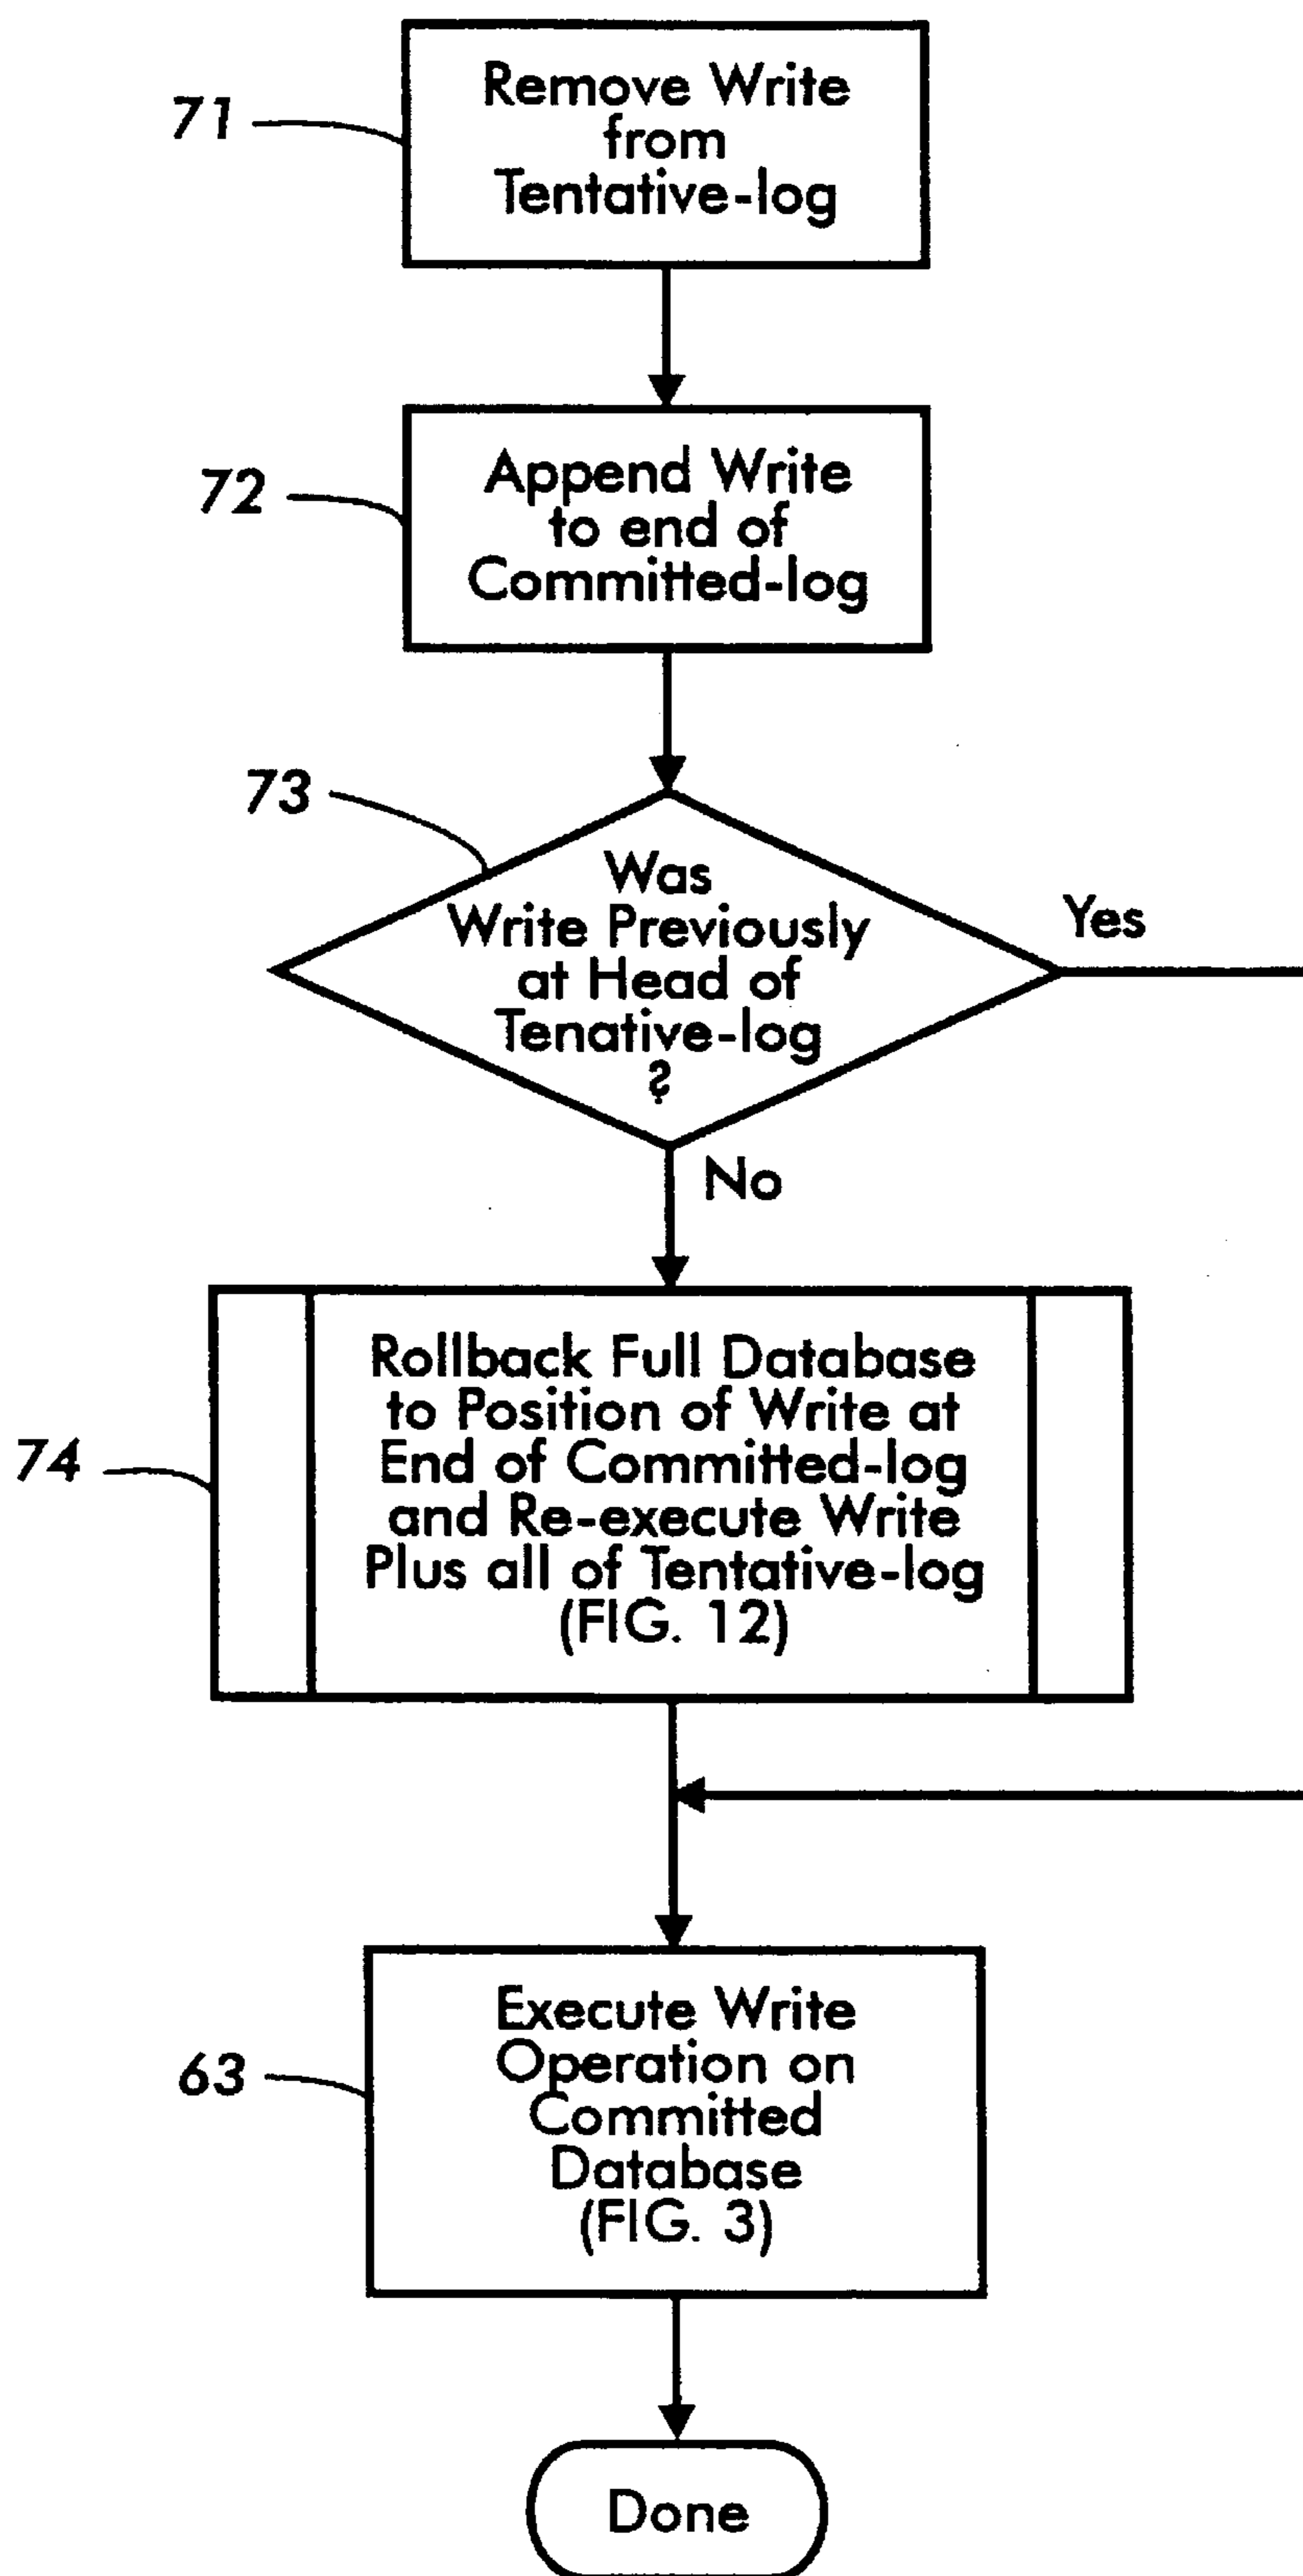 71
Remove Write
from
Tentative-log
72
Append Write
to end of
Committed-log
73
Was
Write Previously
at Head of
Tenative-log
?
Yes
No
74
Rollback Full Database
to Position of Write at
End of Committed-log
and Re-execute Write
Plus all of Tentative-log
(FIG. 12)
63
Execute Write
Operation on
Committed
Database
(FIG. 3)
Done